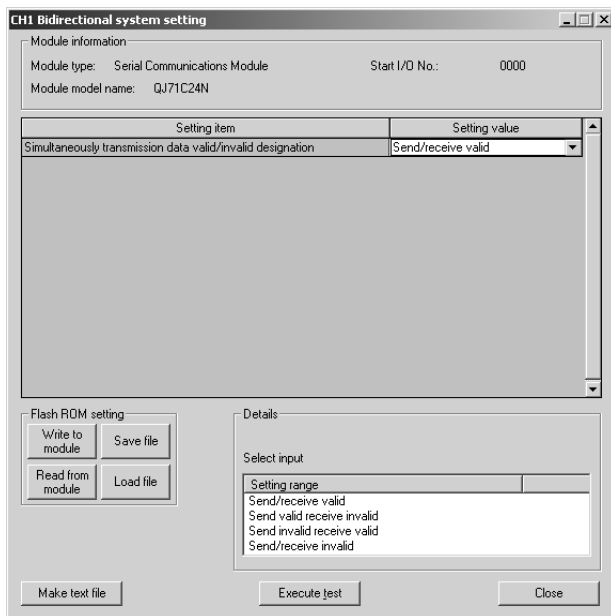 CH1 Bidirectional system setting
Module information
Module type: Serial Communications Module Start I/O No.: 0000
Module model name: QJ71C24N
Setting item Setting value
Simultaneously transmission data valid/invalid designation Send/receive valid
Flash ROM setting
Write to module
Save file
Read from module
Load file
Details
Select input
Setting range
Send/receive valid
Send valid receive invalid
Send invalid receive valid
Send/receive invalid
Make text file Execute test Close